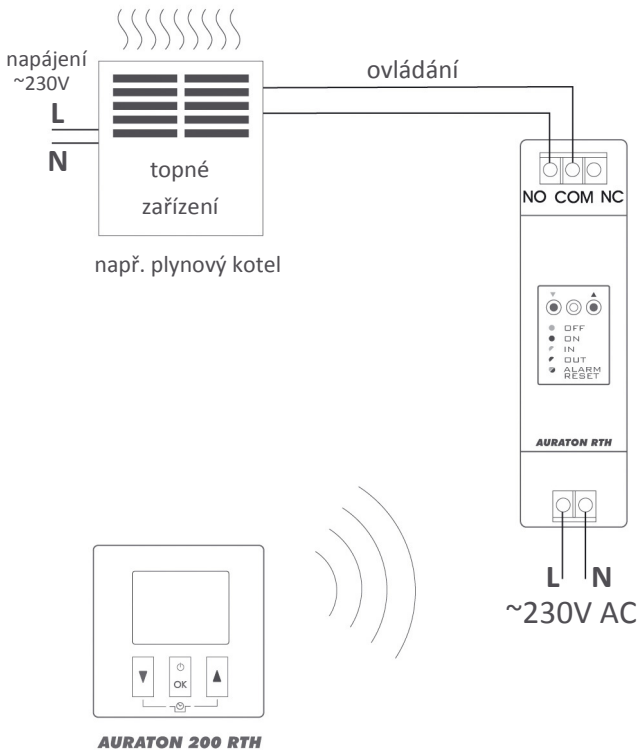 napájení
~230V
L
N
topné
zařízení
např. plynový kotel
ovládání
NO COM NC
OFF
ON
IN
OUT
ALARM
RESET
AURATON RTH
L N
~230V AC
OK
AURATON 200 RTH